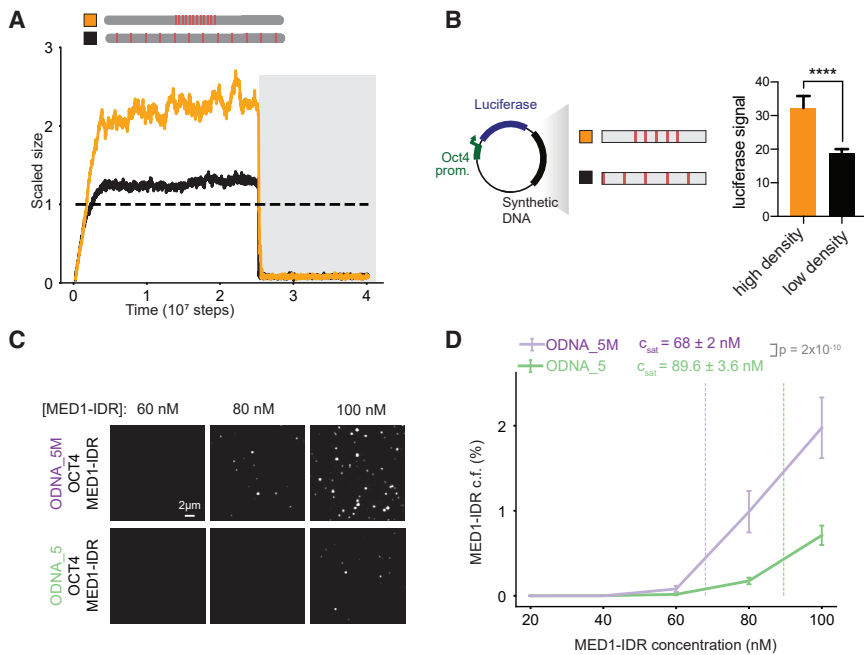 A
3
2
1
0
Scaled size
0
1
2
3
4
Time (10⁷ steps)
B
Luciferase
Oct4
prom.
Synthetic
DNA
****
40
30
20
10
0
luciferase signal
high density
low density
C
[MED1-IDR]: 60 nM 80 nM 100 nM
ODNA_5M
OCT4
MED1-IDR
2μm
ODNA_5
OCT4
MED1-IDR
D
ODNA_5M c_sat = 68 ± 2 nM
ODNA_5 c_sat = 89.6 ± 3.6 nM
p = 2x10⁻¹⁰
2
1
0
MED1-IDR c.f. (%)
20 40 60 80 100
MED1-IDR concentration (nM)